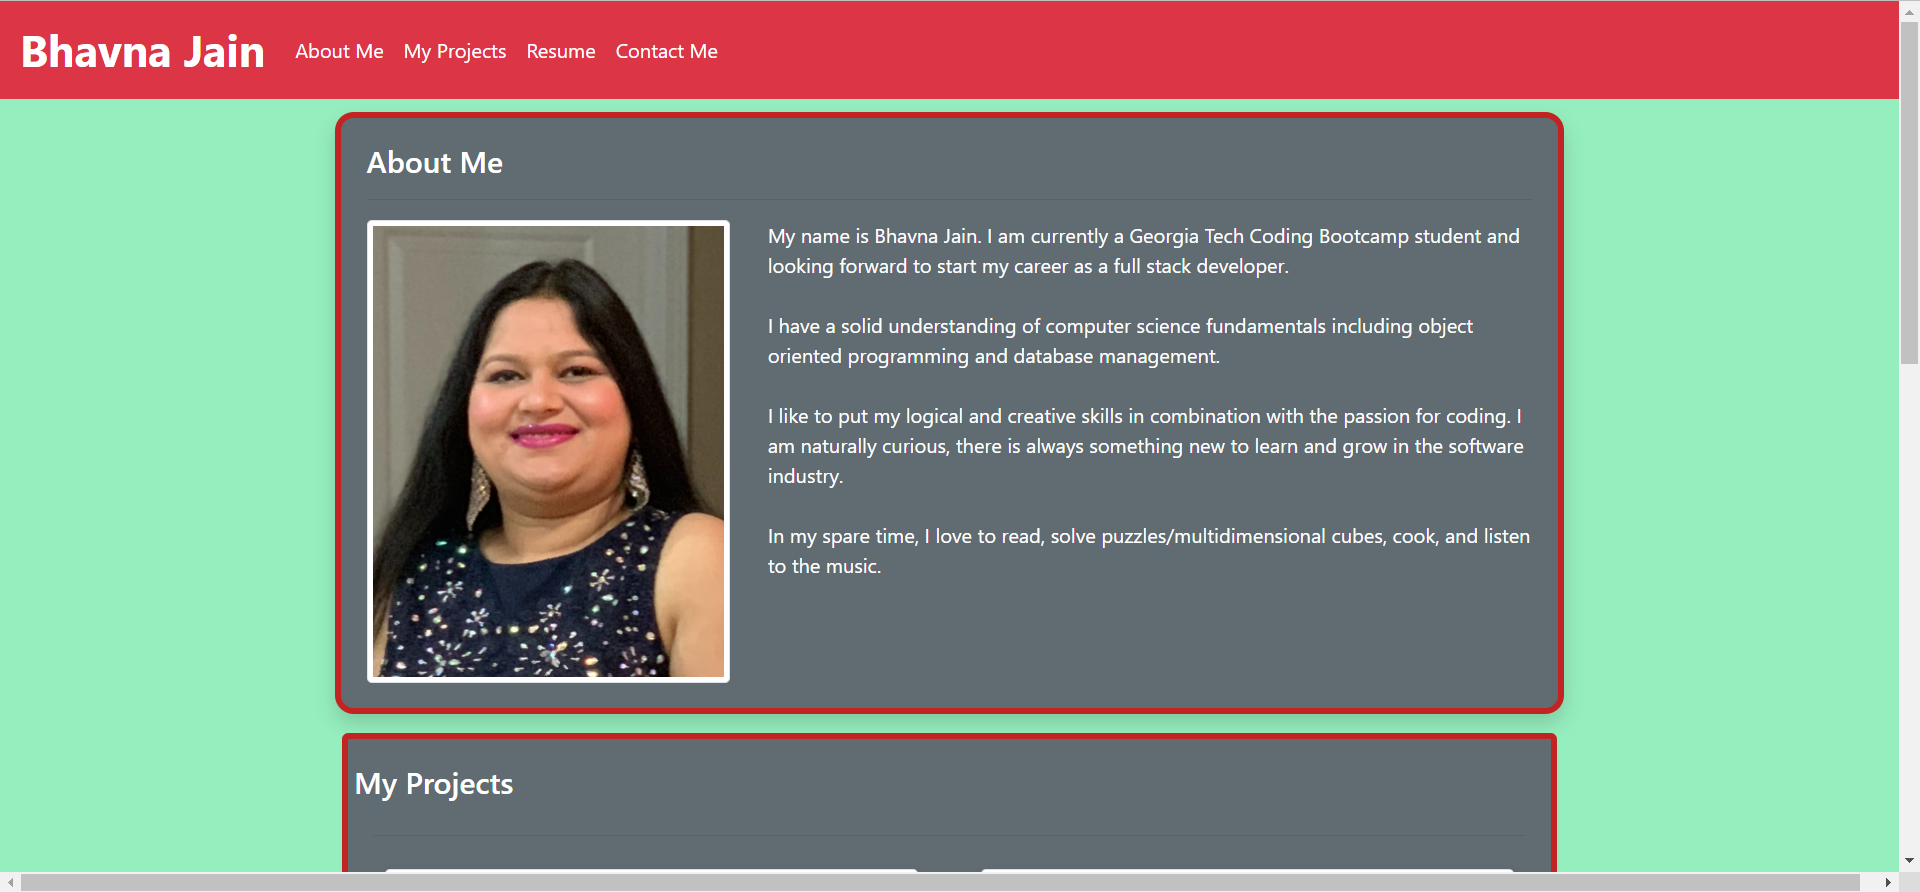 Bhavna Jain
About Me
My Projects
Resume
Contact Me
About Me
My name is Bhavna Jain. I am currently a Georgia Tech Coding Bootcamp student and
looking forward to start my career as a full stack developer.
I have a solid understanding of computer science fundamentals including object
oriented programming and database management.
I like to put my logical and creative skills in combination with the passion for coding. I
am naturally curious, there is always something new to learn and grow in the software
industry.
In my spare time, I love to read, solve puzzles/multidimensional cubes, cook, and listen
to the music.
My Projects